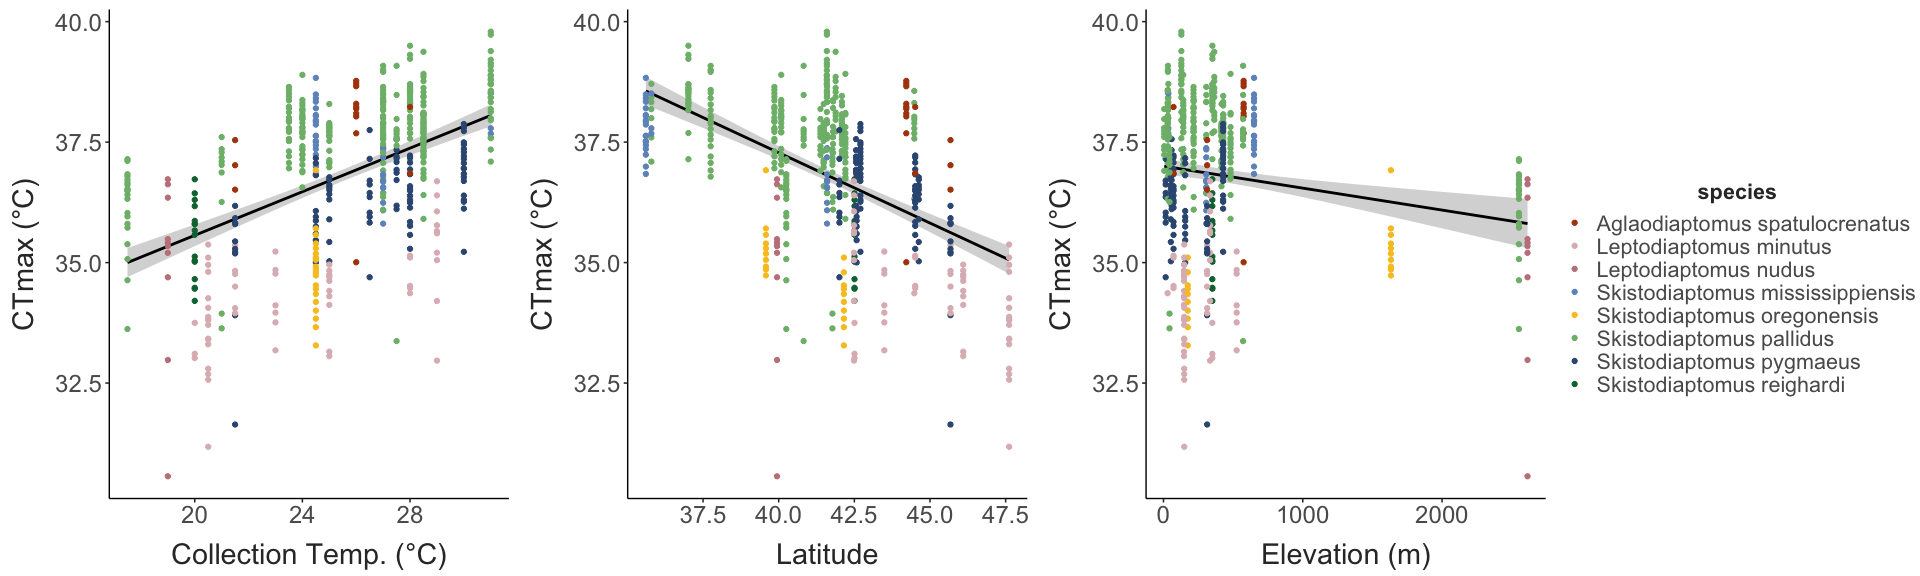 40.0
37.5
35.0
32.5
CTmax (°C)
20 24 28
Collection Temp. (°C)
40.0
37.5
35.0
32.5
CTmax (°C)
37.5 40.0 42.5 45.0 47.5
Latitude
40.0
37.5
35.0
32.5
CTmax (°C)
0 1000 2000
Elevation (m)
species
Aglaodiaptomus spatulocrenatus
Leptodiaptomus minutus
Leptodiaptomus nudus
Skistodiaptomus mississippiensis
Skistodiaptomus oregonensis
Skistodiaptomus pallidus
Skistodiaptomus pygmaeus
Skistodiaptomus reighardi